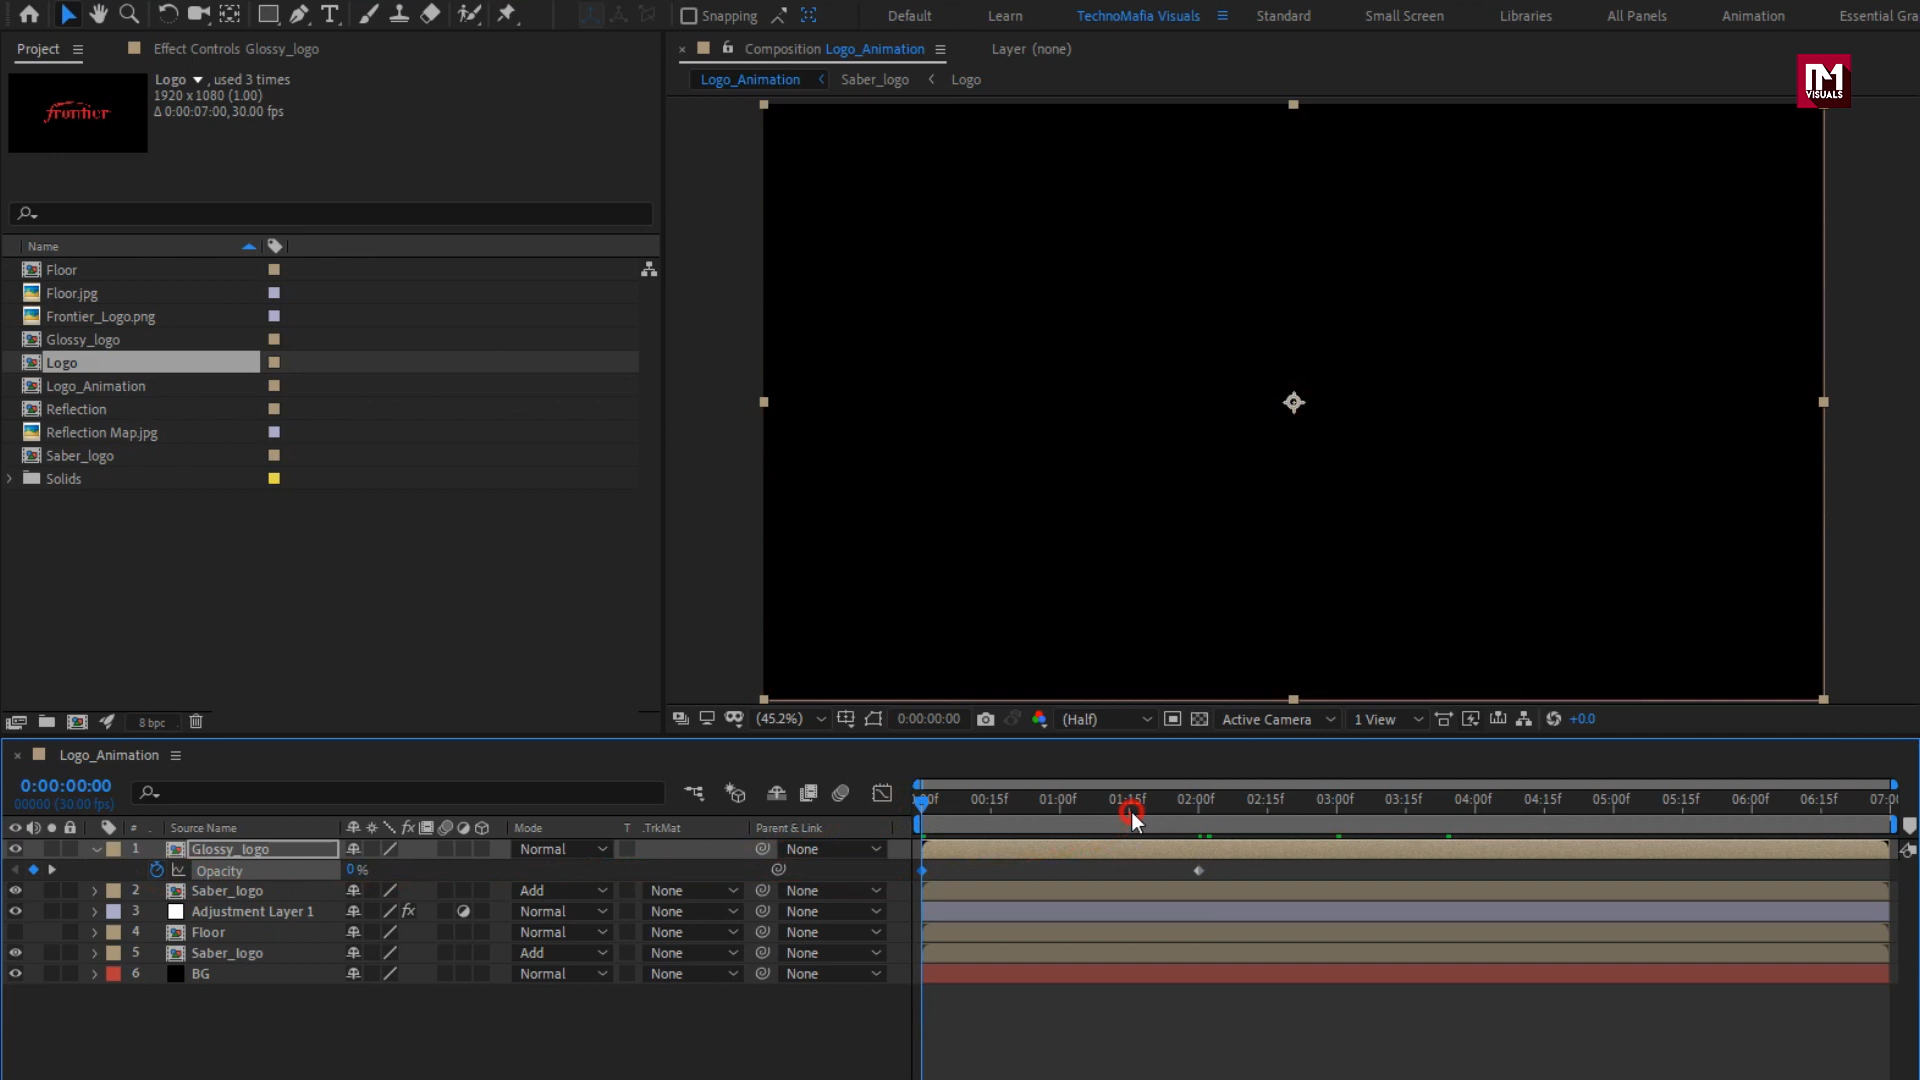 Snapping
Default
Learn
TechnoMafia Visuals
Standard
Small Screen
Libraries
All Panels
Animation
Essential Gra
Project
Effect Controls Glossy_logo
Composition Logo_Animation
Layer (none)
Logo , used 3 times
1920 x 1080 (1.00)
Δ 0:00:07:00, 30.00 fps
frontier
Logo_Animation
Saber_logo
Logo
VISUALS
Name
Floor
Floor.jpg
Frontier_Logo.png
Glossy_logo
Logo
Logo_Animation
Reflection
Reflection Map.jpg
Saber_logo
Solids
8 bpc
(45.2%)
0:00:00:00
(Half)
Active Camera
1 View
+0.0
Logo_Animation
0:00:00:00
00000 (30.00 fps)
00:15f
01:00f
01:15f
02:00f
02:15f
03:00f
03:15f
04:00f
04:15f
05:00f
05:15f
06:00f
06:15f
07:00
# Source Name
fx
Mode
T .TrkMat
Parent & Link
1 Glossy_logo Normal None
Opacity 0 %
2 Saber_logo Add None None
3 Adjustment Layer 1 fx Normal None None
4 Floor Normal None None
5 Saber_logo Add None None
6 BG Normal None None